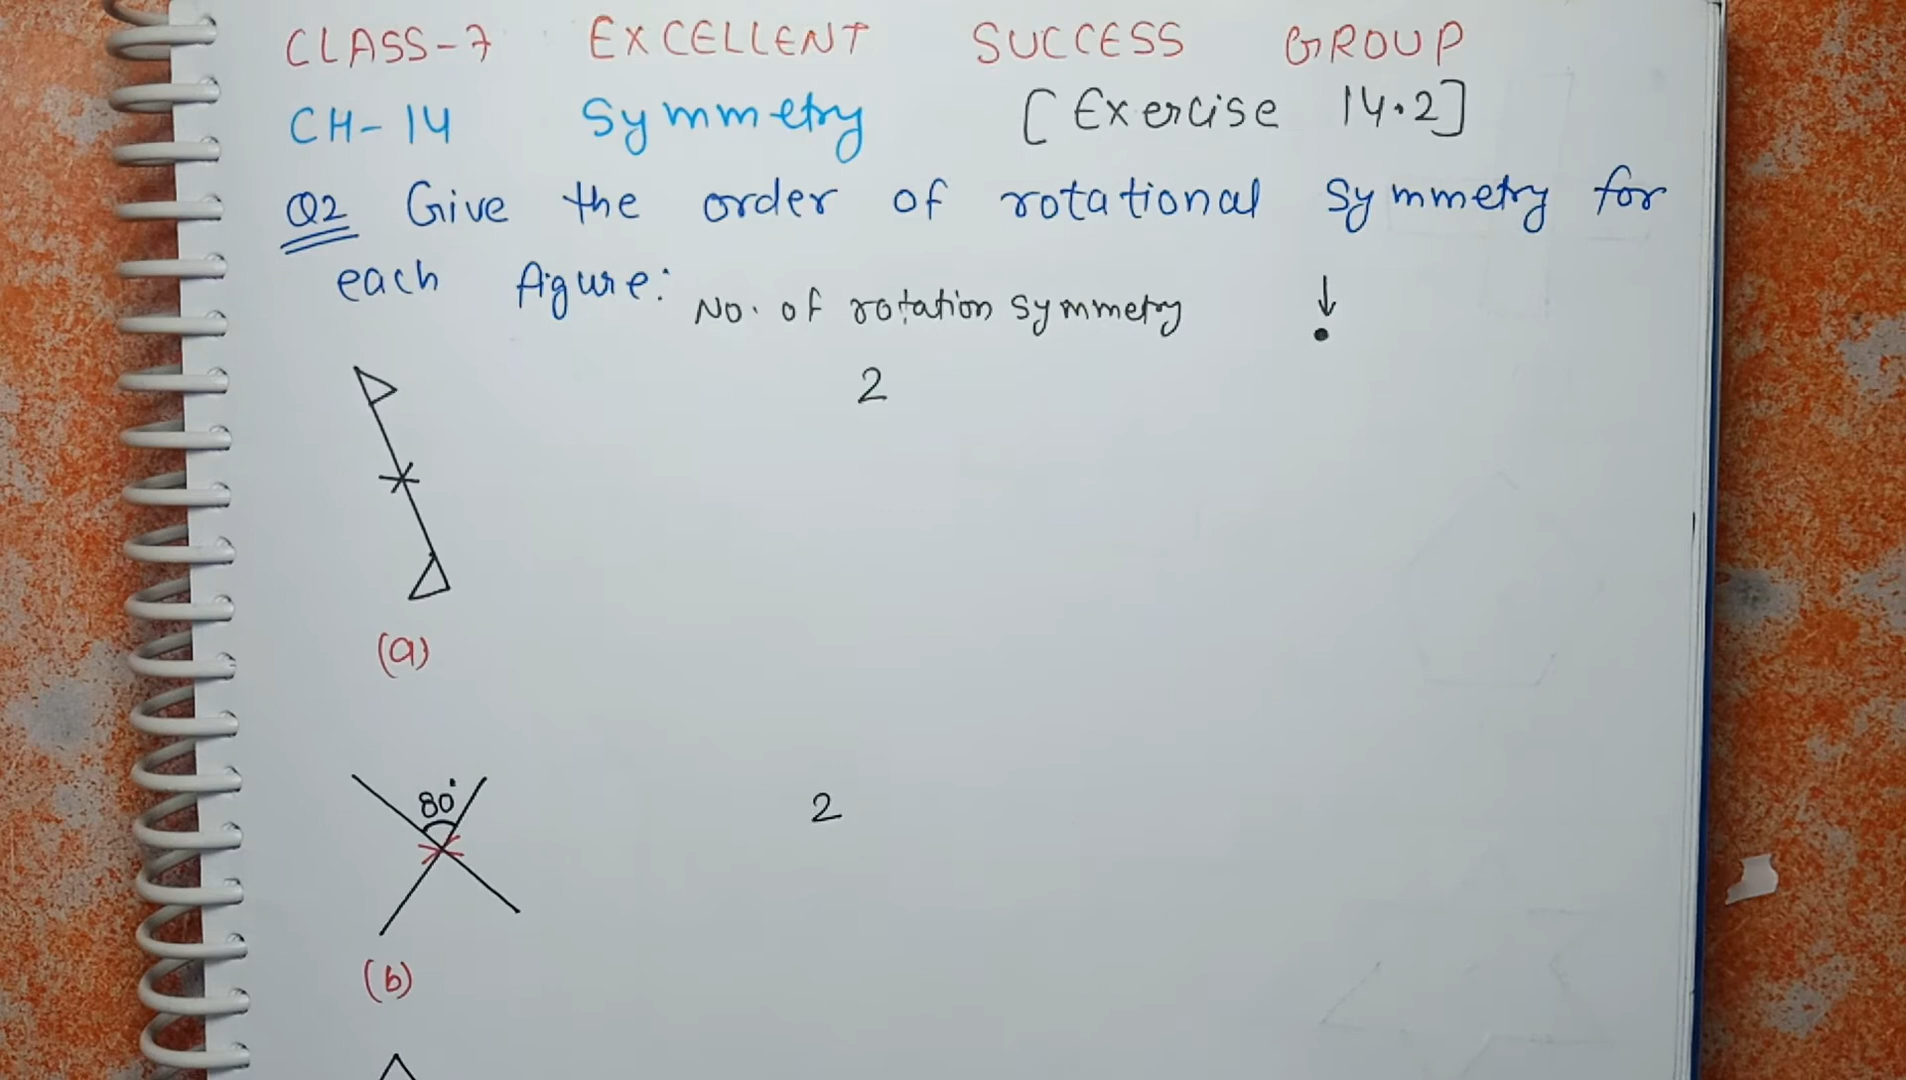 CLASS-7 EXCELLENT SUCCESS GROUP
CH-14 Symmetry [Exercise 14.2]
Q2 Give the order of rotational symmetry for
each figure:
No. of rotation symmetry
2
(a)
80°
2
(b)